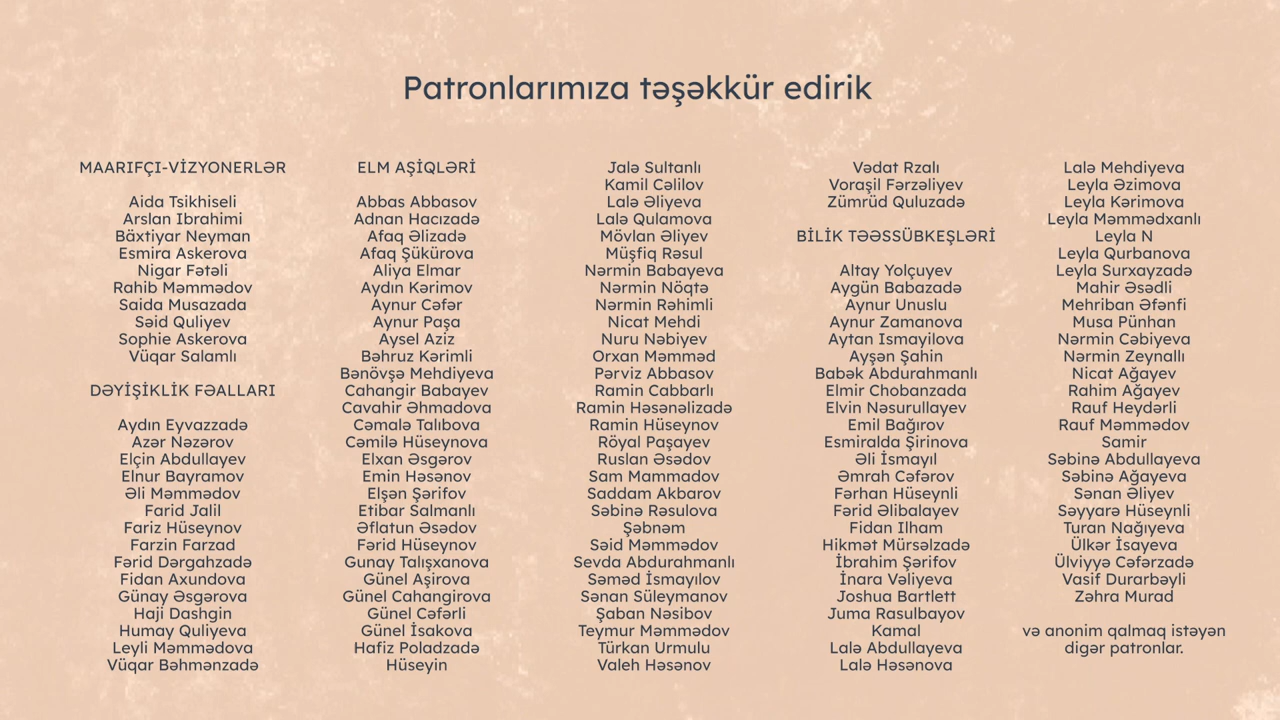 Patronlarımıza təşəkkür edirik
MAARIFÇI-VİZYONERLƏR
Aida Tsikhiseli
Arslan Ibrahimi
Bäxtiyar Neyman
Esmira Askerova
Nigar Fətəli
Rahib Məmmədov
Saida Musazada
Səid Quliyev
Sophie Askerova
Vüqar Salamlı
DƏYİŞİKLİK FƏALLARI
Aydın Eyvazzadə
Azər Nəzərov
Elçin Abdullayev
Elnur Bayramov
Əli Məmmədov
Farid Jalil
Fariz Hüseynov
Farzin Farzad
Fərid Dərgahzadə
Fidan Axundova
Günay Əsgərova
Haji Dashgin
Humay Quliyeva
Leyli Məmmədova
Vüqar Bəhmənzadə
ELM AŞİQLƏRİ
Abbas Abbasov
Adnan Hacızadə
Afaq Əlizadə
Afaq Şükürova
Aliya Elmar
Aydın Kərimov
Aynur Cəfər
Aynur Paşa
Aysel Aziz
Bəhruz Kərimli
Bənövşə Mehdiyeva
Cahangir Babayev
Cavahir Əhmadova
Cəmalə Talıbova
Cəmilə Hüseynova
Elxan Əsgərov
Emin Həsənov
Elşən Şərifov
Etibar Salmanlı
Əflatun Əsədov
Fərid Hüseynov
Gunay Talışxanova
Günel Aşirova
Günel Cahangirova
Günel Cəfərli
Günel İsakova
Hafiz Poladzadə
Hüseyin
Jalə Sultanlı
Kamil Cəlilov
Lalə Əliyeva
Lalə Qulamova
Mövlan Əliyev
Müşfiq Rəsul
Nərmin Babayeva
Nərmin Nöqtə
Nərmin Rəhimli
Nicat Mehdi
Nuru Nəbiyev
Orxan Məmməd
Pərviz Abbasov
Ramin Cabbarlı
Ramin Həsənəlizadə
Ramin Hüseynov
Röyal Paşayev
Ruslan Əsədov
Sam Mammadov
Saddam Akbarov
Səbinə Rəsulova
Şəbnəm
Səid Məmmədov
Sevda Abdurahmanlı
Səməd İsmayılov
Sənan Süleymanov
Şaban Nəsibov
Teymur Məmmədov
Türkan Urmulu
Valeh Həsənov
Vədat Rzalı
Voraşil Fərzəliyev
Zümrüd Quluzadə
BİLİK TƏƏSSÜBKEŞLƏRİ
Altay Yolçuyev
Aygün Babazadə
Aynur Unuslu
Aynur Zamanova
Aytan Ismayilova
Ayşən Şahin
Babək Abdurahmanlı
Elmir Chobanzada
Elvin Nəsurullayev
Emil Bağırov
Esmiralda Şirinova
Əli İsmayıl
Əmrah Cəfərov
Fərhan Hüseynli
Fərid Əlibalayev
Fidan Ilham
Hikmət Mürsəlzadə
İbrahim Şərifov
İnara Vəliyeva
Joshua Bartlett
Juma Rasulbayov
Kamal
Lalə Abdullayeva
Lalə Həsənova
Lalə Mehdiyeva
Leyla Əzimova
Leyla Kərimova
Leyla Məmmədxanlı
Leyla N
Leyla Qurbanova
Leyla Surxayzadə
Mahir Əsədli
Mehriban Əfənfi
Musa Pünhan
Nərmin Cəbiyeva
Nərmin Zeynallı
Nicat Ağayev
Rahim Ağayev
Rauf Heydərli
Rauf Məmmədov
Samir
Səbinə Abdullayeva
Səbinə Ağayeva
Sənan Əliyev
Səyyarə Hüseynli
Turan Nağıyeva
Ülkər İsayeva
Ülviyyə Cəfərzadə
Vasif Durarbəyli
Zəhra Murad
və anonim qalmaq istəyən
digər patronlar.